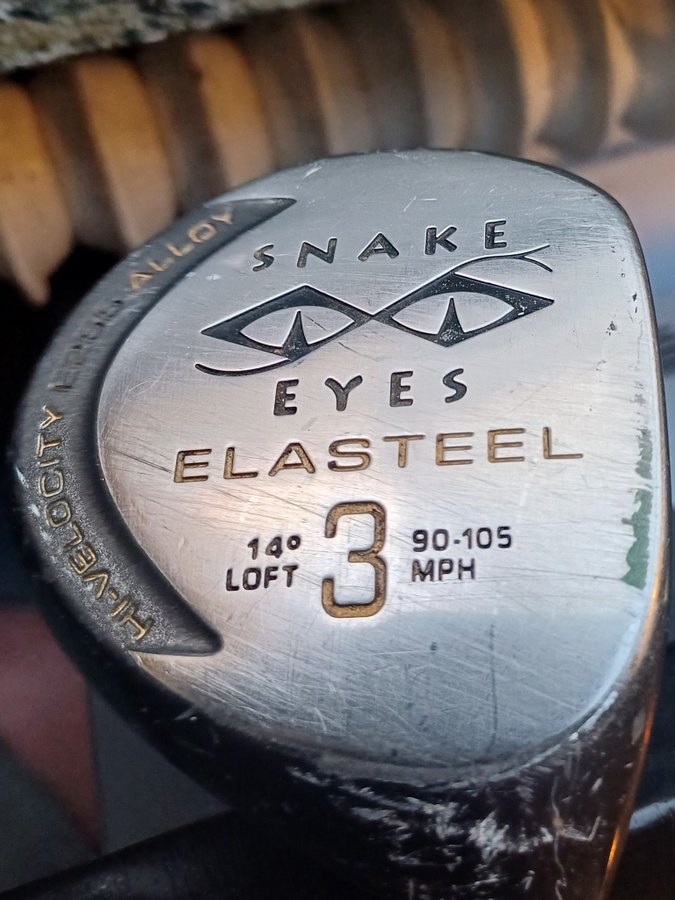 SNAKE
EYES
ELASTEEL
14° LOFT
3
90-105 MPH
HI-VELOCITY
ALLOY